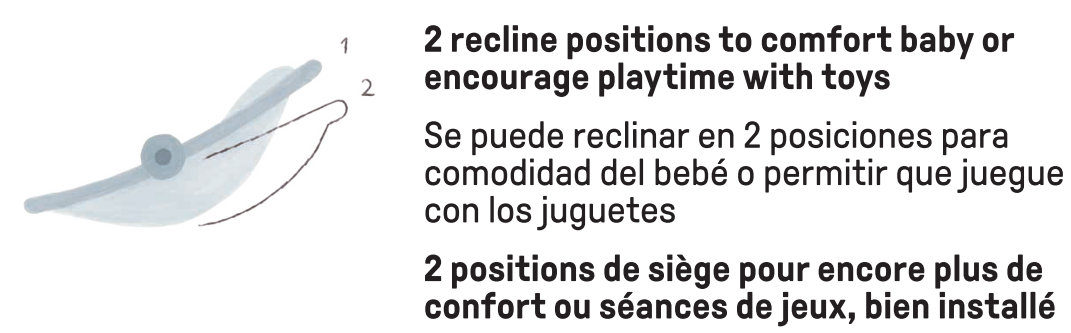 1
2
2 recline positions to comfort baby or
encourage playtime with toys
Se puede reclinar en 2 posiciones para
comodidad del bebé o permitir que juegue
con los juguetes
2 positions de siège pour encore plus de
confort ou séances de jeux, bien installé